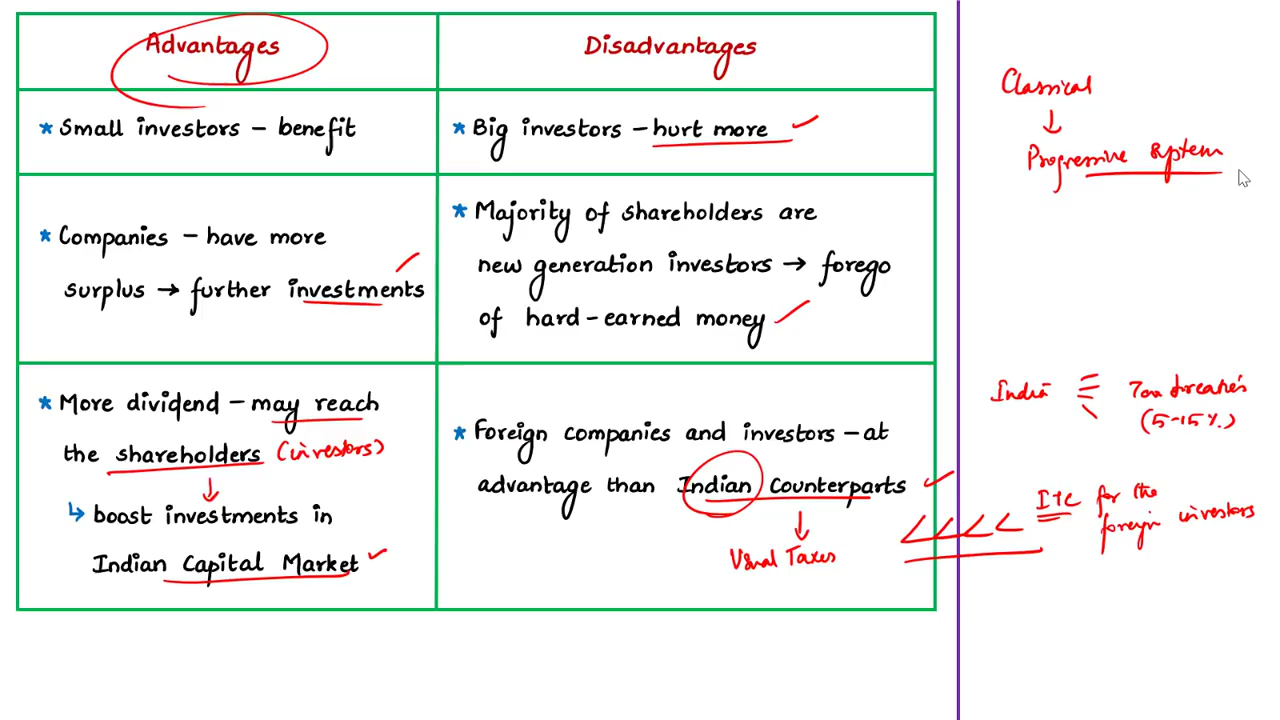 Advantages
Disadvantages
* Small investors - benefit
* Big investors - hurt more
* Companies - have more
surplus → further investments
* Majority of shareholders are
new generation investors → forego
of hard-earned money
* More dividend - may reach
the shareholders (investors)
↳ boost investments in
Indian Capital Market
* Foreign companies and investors - at
advantage than Indian Counterparts
Usual Taxes
Classical
↓
Progressive system
India
Tax treaties
(5-15%)
ITC for the
foreign investors